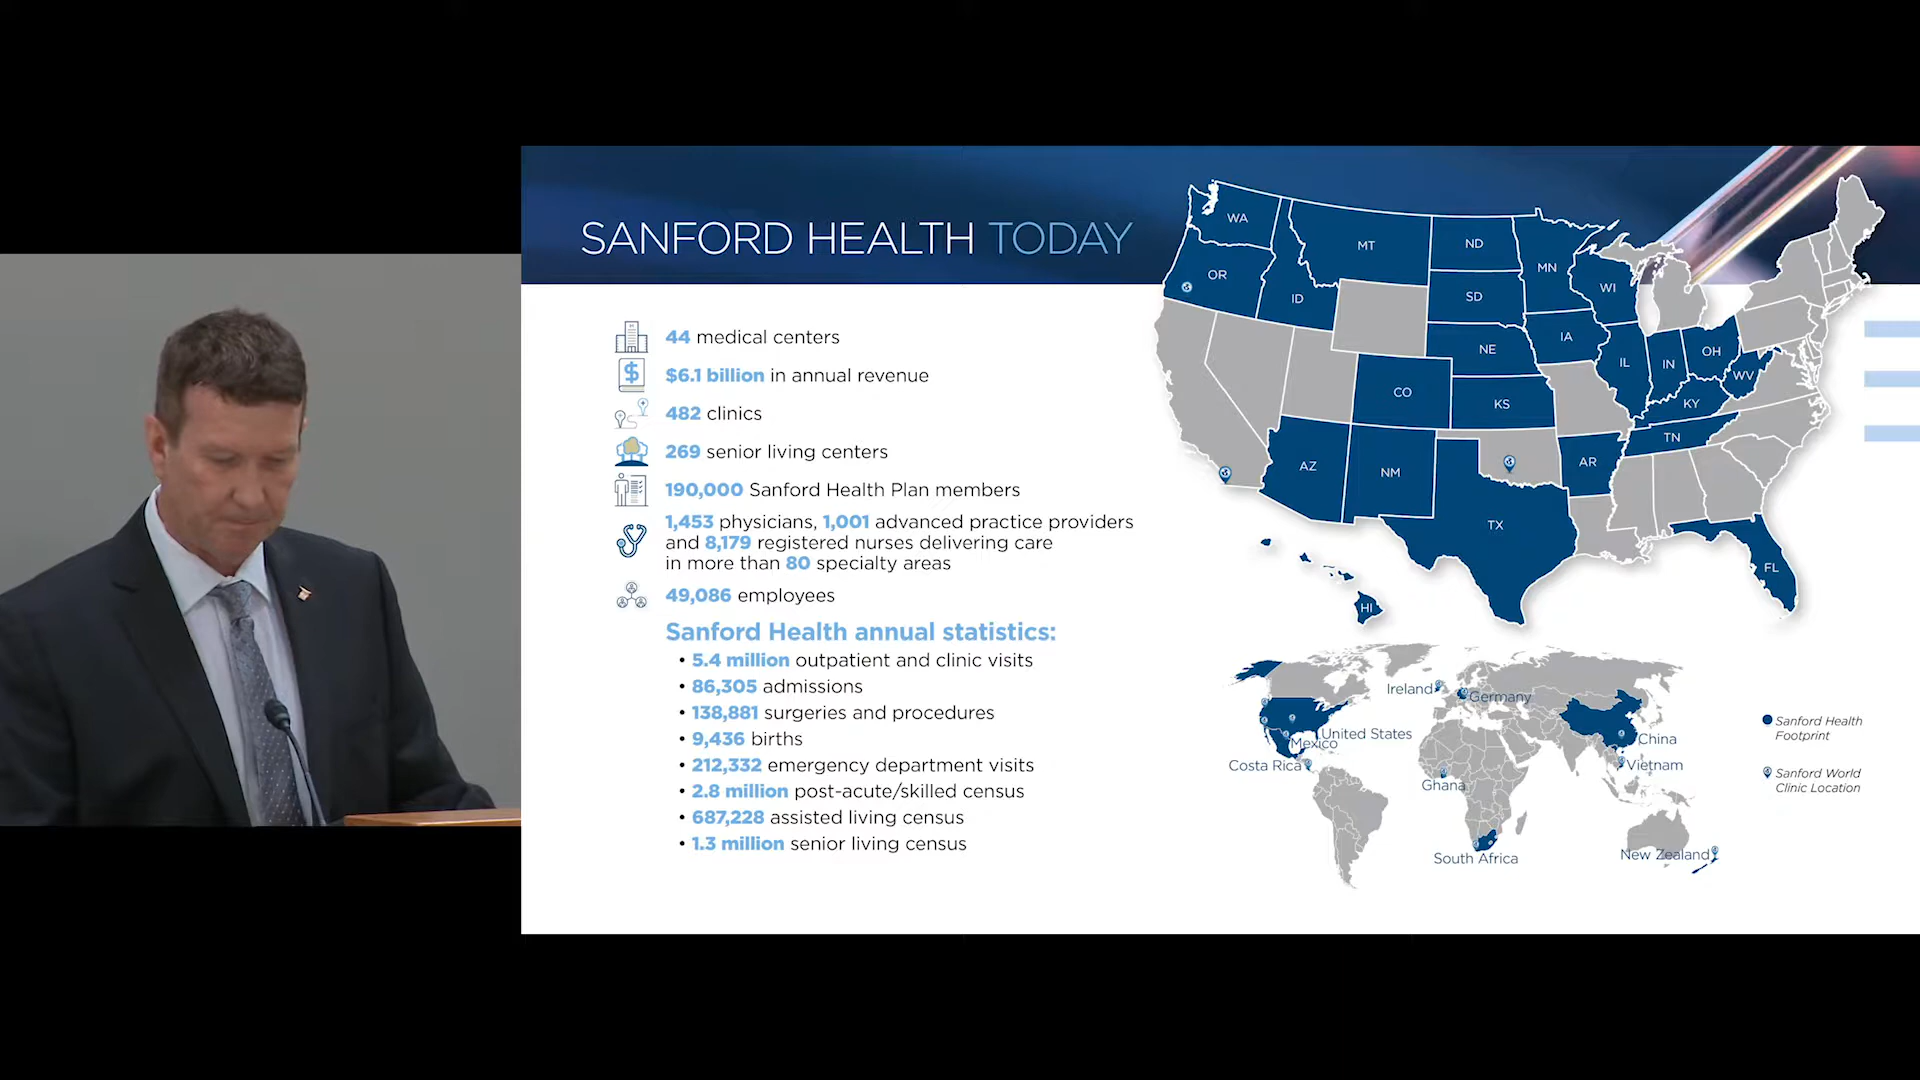 SANFORD HEALTH TODAY
44 medical centers
$6.1 billion in annual revenue
482 clinics
269 senior living centers
190,000 Sanford Health Plan members
1,453 physicians, 1,001 advanced practice providers
and 8,179 registered nurses delivering care
in more than 80 specialty areas
49,086 employees
Sanford Health annual statistics:
• 5.4 million outpatient and clinic visits
• 86,305 admissions
• 138,881 surgeries and procedures
• 9,436 births
• 212,332 emergency department visits
• 2.8 million post-acute/skilled census
• 687,228 assisted living census
• 1.3 million senior living census
WA
MT
ND
MN
OR
ID
SD
WI
NE
IA
IL
IN
OH
WV
CO
KS
KY
TN
AZ
NM
AR
TX
FL
HI
Ireland
Germany
United States
Mexico
China
Costa Rica
Vietnam
Ghana
South Africa
New Zealand
Sanford Health
Footprint
Sanford World
Clinic Location